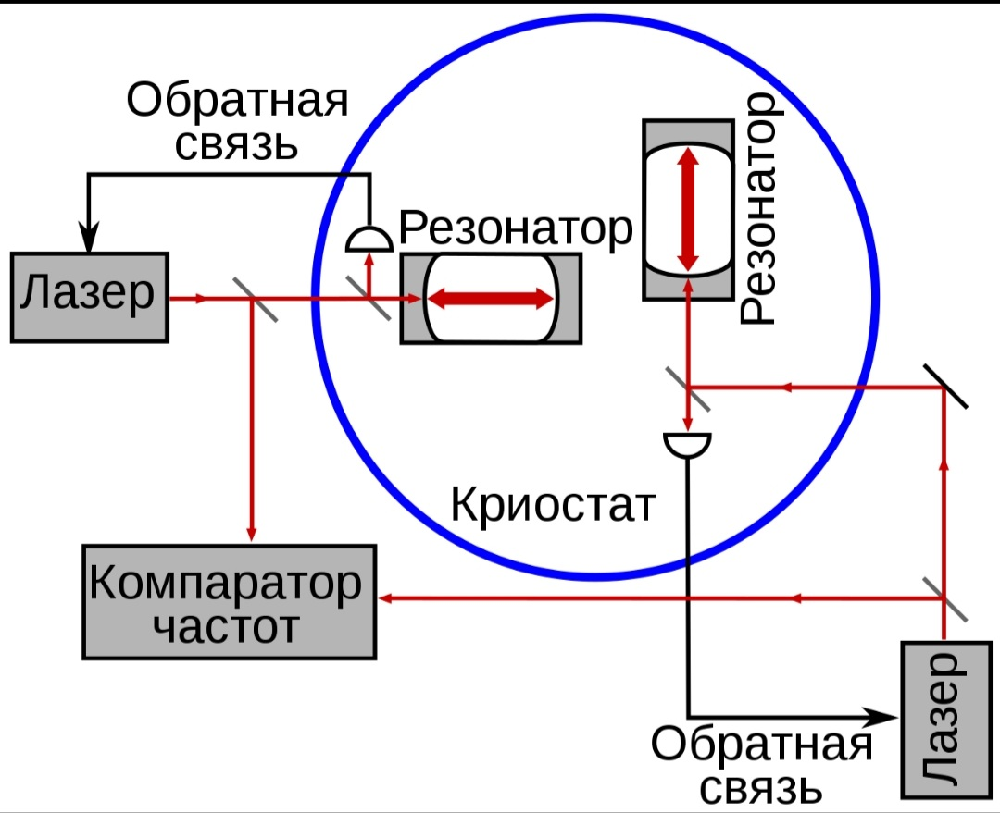 Обратная
связь
Резонатор
Резонатор
Лазер
Криостат
Компаратор
частот
Лазер
Обратная
связь